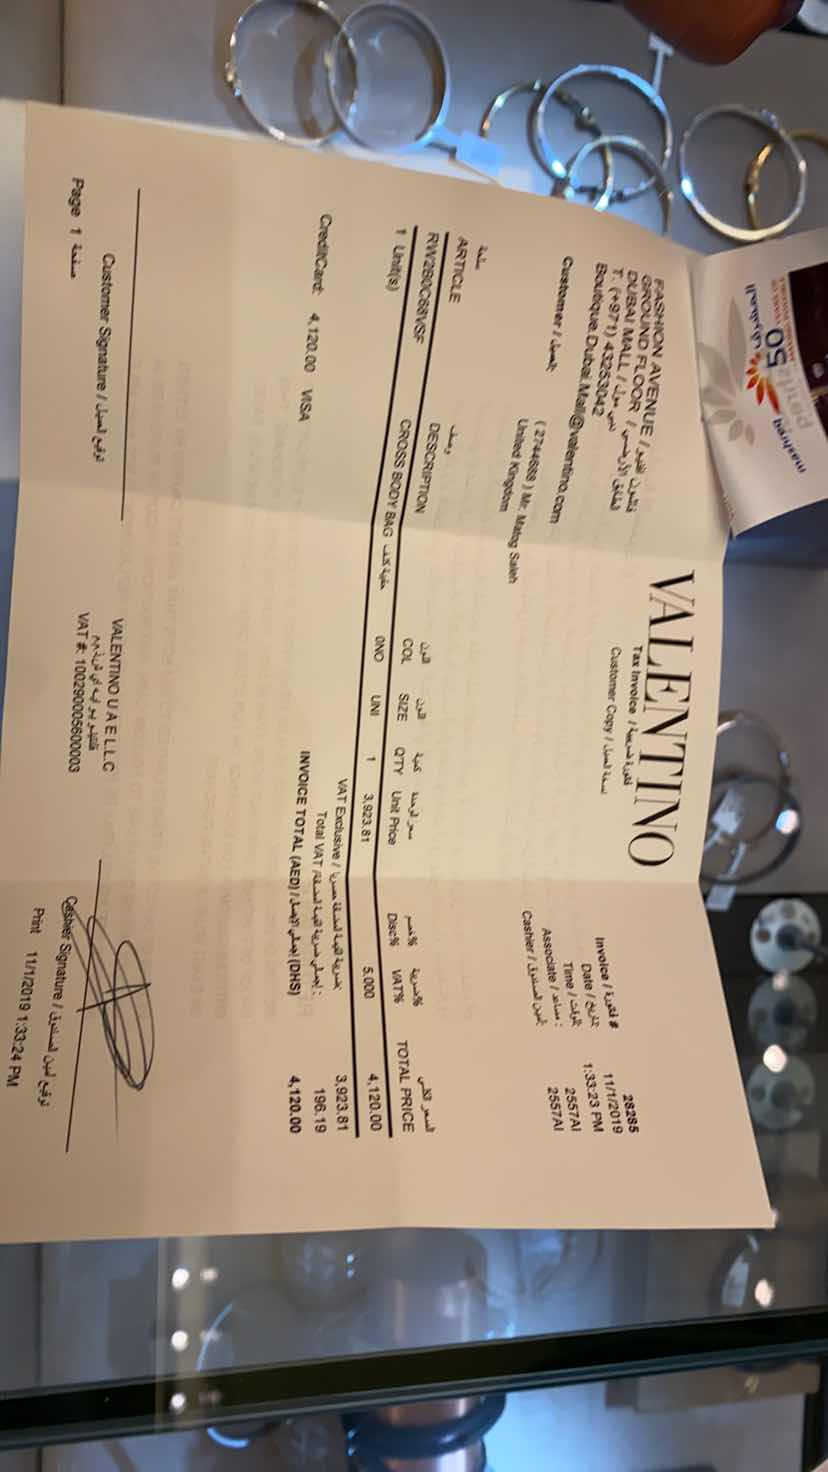 mashreq
المشرق
50
VALENTINO
Tax Invoice / فاتورة ضريبية
Customer Copy / نسخة العميل
FASHION AVENUE / فاشون افنيو
GROUND FLOOR / الطابق الأرضي
DUBAI MALL / دبي مول
T. (+971) 43253042
Boutique.Dubai.Mall@valentino.com
Invoice / فاتورة # 28285
Date / تاريخ: 11/1/2019
Time / الوقت: 1:33:23 PM
Associate / مساعد : 2557AI
Cashier / أمين الصندوق: 2557AI
Customer / العميل:
( 2744688 ) Mr. Matog Saleh
United Kingdom
سلعة وصف اللون اللون كمية سعر الوحدة خصم% ضريبة% السعر الكلي
ARTICLE DESCRIPTION COL SIZE Q'TY Unit Price Disc% VAT% TOTAL PRICE
RW2B0C68VSF CROSS BODY BAG حقيبة كتف 0NO UNI 1 3,923.81 5.000 4,120.00
1 Unit(s)
VAT Exclusive / ضريبة القيمة المضافة حصريا: 3,923.81
Total VAT / إجمالي ضريبة القيمة المضافة : 196.19
INVOICE TOTAL (AED) / إجمالي الإيصال (DHS) 4,120.00
CreditCard: 4,120.00 VISA
Customer Signature / توقيع العميل
VALENTINO U A E L.L.C
فلنتينو يو ايه اي ش.ذ.م.م
VAT #: 100290005600003
Cashier Signature / توقيع أمين الصندوق
Page 1 صفحة
Print 11/1/2019 1:33:24 PM